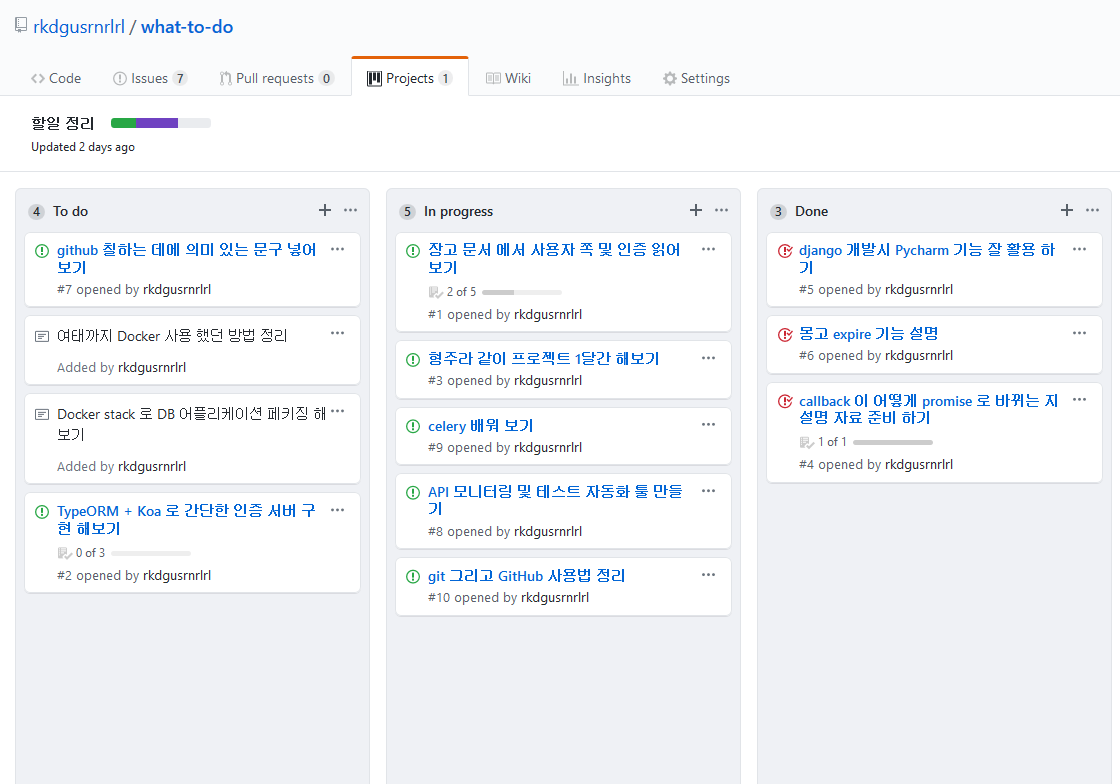 rkdgusrnrlrl / what-to-do
Code Issues 7 Pull requests 0 Projects 1 Wiki Insights Settings
할일 정리
Updated 2 days ago
4 To do
github 칠하는 데에 의미 있는 문구 넣어
보기
#7 opened by rkdgusrnrlrl
여태까지 Docker 사용 했던 방법 정리
Added by rkdgusrnrlrl
Docker stack 로 DB 어플리케이션 페키징 해
보기
Added by rkdgusrnrlrl
TypeORM + Koa 로 간단한 인증 서버 구
현 해보기
0 of 3
#2 opened by rkdgusrnrlrl
5 In progress
장고 문서 에서 사용자 쪽 및 인증 읽어
보기
2 of 5
#1 opened by rkdgusrnrlrl
형주라 같이 프로젝트 1달간 해보기
#3 opened by rkdgusrnrlrl
celery 배워 보기
#9 opened by rkdgusrnrlrl
API 모니터링 및 테스트 자동화 툴 만들
기
#8 opened by rkdgusrnrlrl
git 그리고 GitHub 사용법 정리
#10 opened by rkdgusrnrlrl
3 Done
django 개발시 Pycharm 기능 잘 활용 하
기
#5 opened by rkdgusrnrlrl
몽고 expire 기능 설명
#6 opened by rkdgusrnrlrl
callback 이 어떻게 promise 로 바뀌는 지
설명 자료 준비 하기
1 of 1
#4 opened by rkdgusrnrlrl